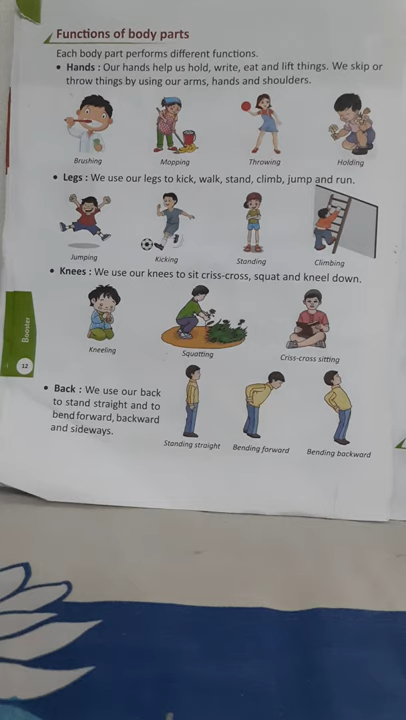 Functions of body parts
Each body part performs different functions.
• Hands : Our hands help us hold, write, eat and lift things. We skip or
throw things by using our arms, hands and shoulders.
Brushing Mopping Throwing Holding
• Legs : We use our legs to kick, walk, stand, climb, jump and run.
Jumping Kicking Standing Climbing
• Knees : We use our knees to sit criss-cross, squat and kneel down.
Kneeling Squatting Criss-cross sitting
Booster
12
• Back : We use our back
to stand straight and to
bend forward, backward
and sideways.
Standing straight Bending forward Bending backward